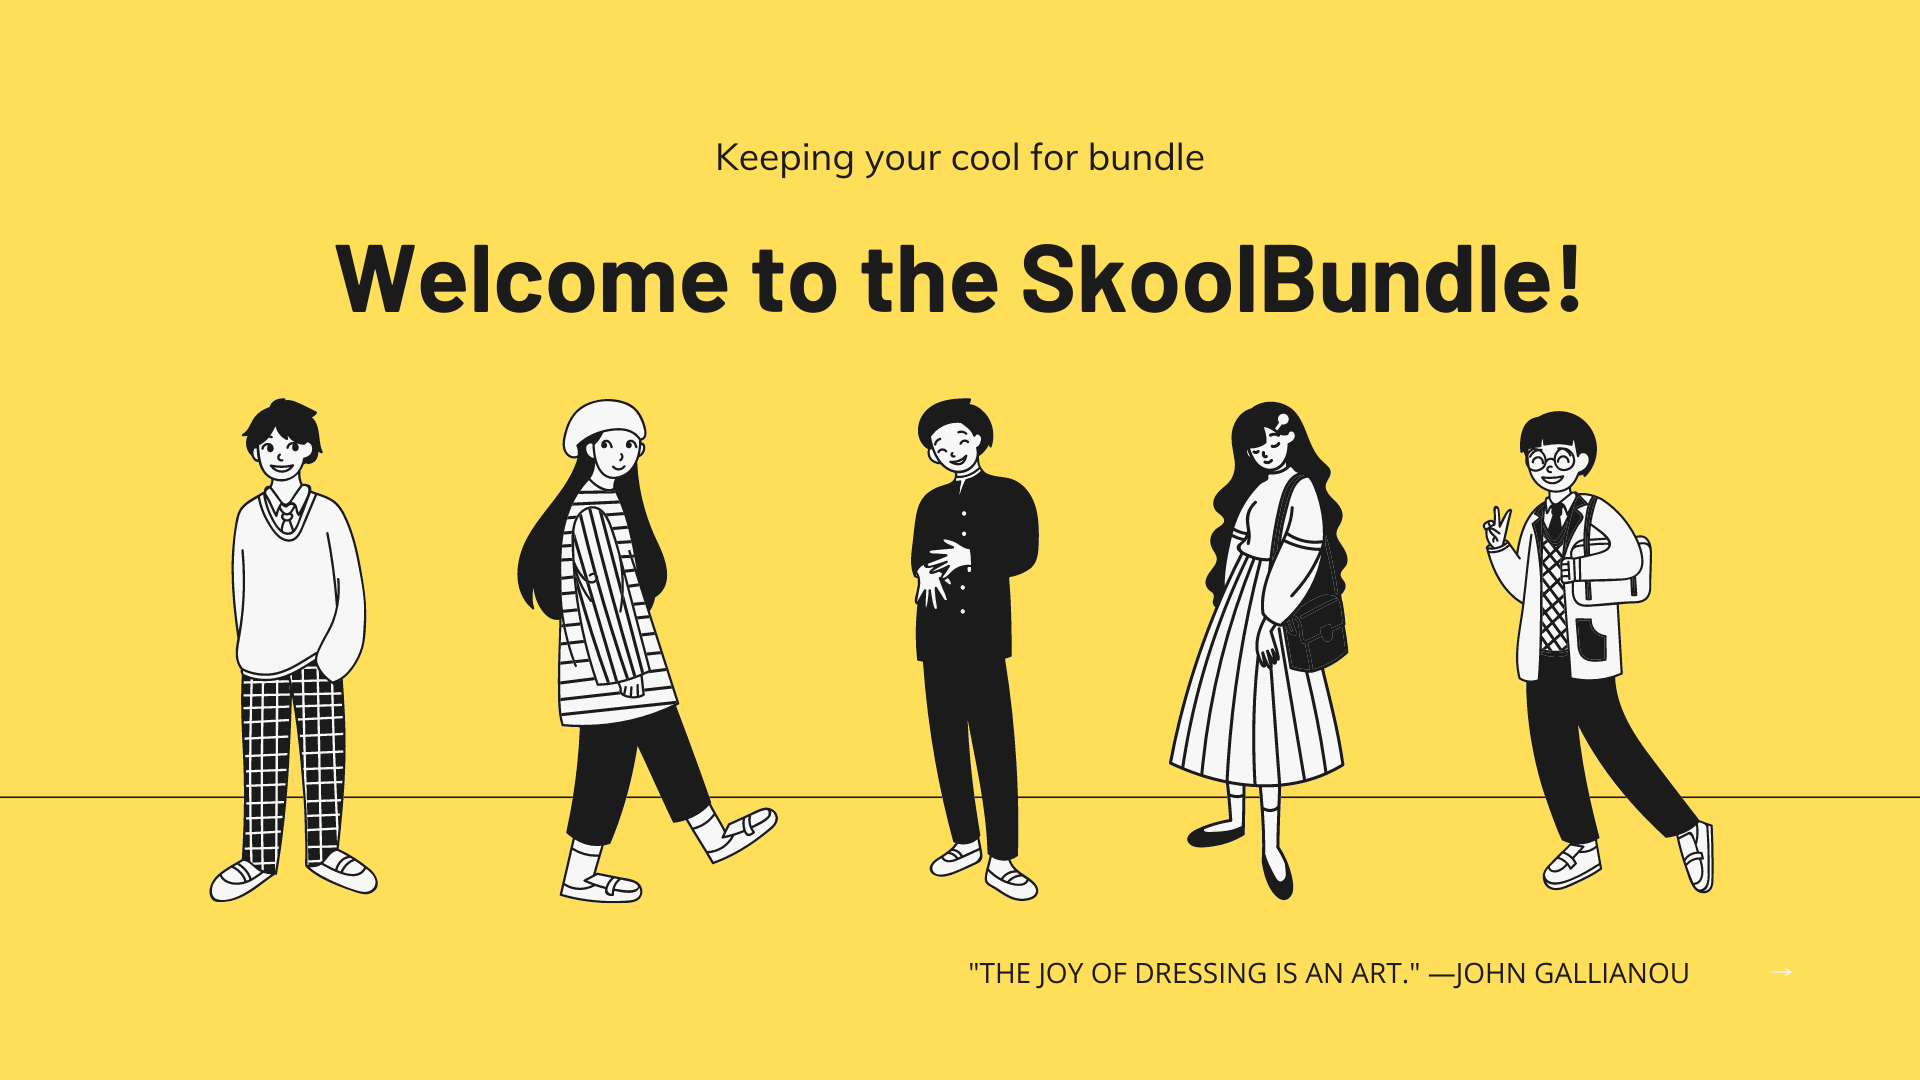 Keeping your cool for bundle
Welcome to the SkoolBundle!
"THE JOY OF DRESSING IS AN ART." —JOHN GALLIANOU